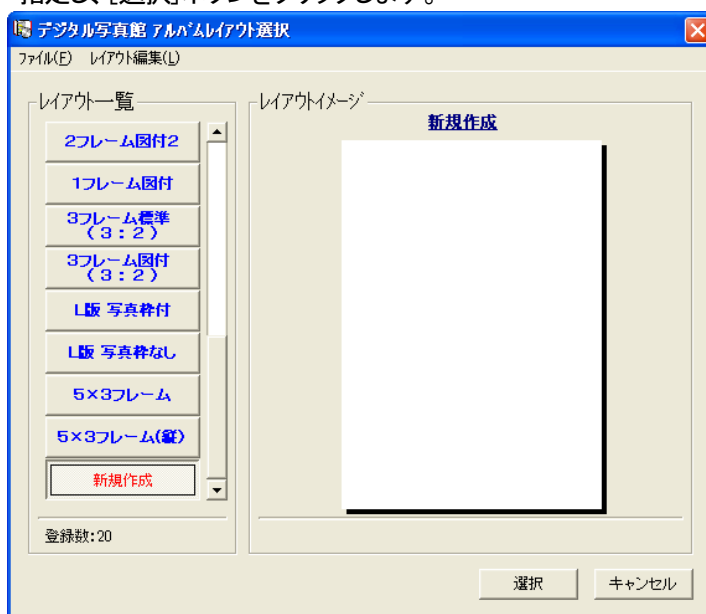 指定し、[選択]ボタンをクリックします。
デジタル写真館 アルバムレイアウト選択
ファイル(F) レイアウト編集(L)
レイアウト一覧
2フレーム図付2
1フレーム図付
3フレーム標準
(3:2)
3フレーム図付
(3:2)
L版 写真枠付
L版 写真枠なし
5×3フレーム
5×3フレーム(縦)
新規作成
登録数:20
レイアウトイメージ
新規作成
選択 キャンセル